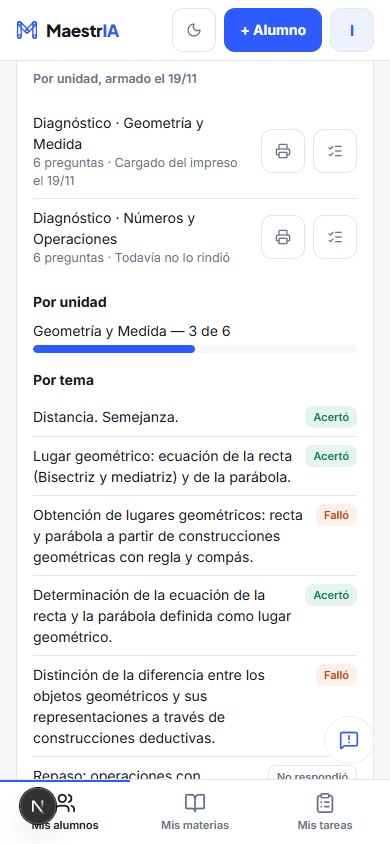 MaestrIA
+ Alumno
I
Por unidad, armado el 19/11
Diagnóstico · Geometría y
Medida
6 preguntas · Cargado del impreso
el 19/11
Diagnóstico · Números y
Operaciones
6 preguntas · Todavía no lo rindió
Por unidad
Geometría y Medida — 3 de 6
Por tema
Distancia. Semejanza.
Acertó
Lugar geométrico: ecuación de la recta
(Bisectriz y mediatriz) y de la parábola.
Acertó
Obtención de lugares geométricos: recta
y parábola a partir de construcciones
geométricas con regla y compás.
Falló
Determinación de la ecuación de la
recta y la parábola definida como lugar
geométrico.
Acertó
Distinción de la diferencia entre los
objetos geométricos y sus
representaciones a través de
construcciones deductivas.
Falló
Repaso: operaciones con
No respondió
N
Mis alumnos
Mis materias
Mis tareas